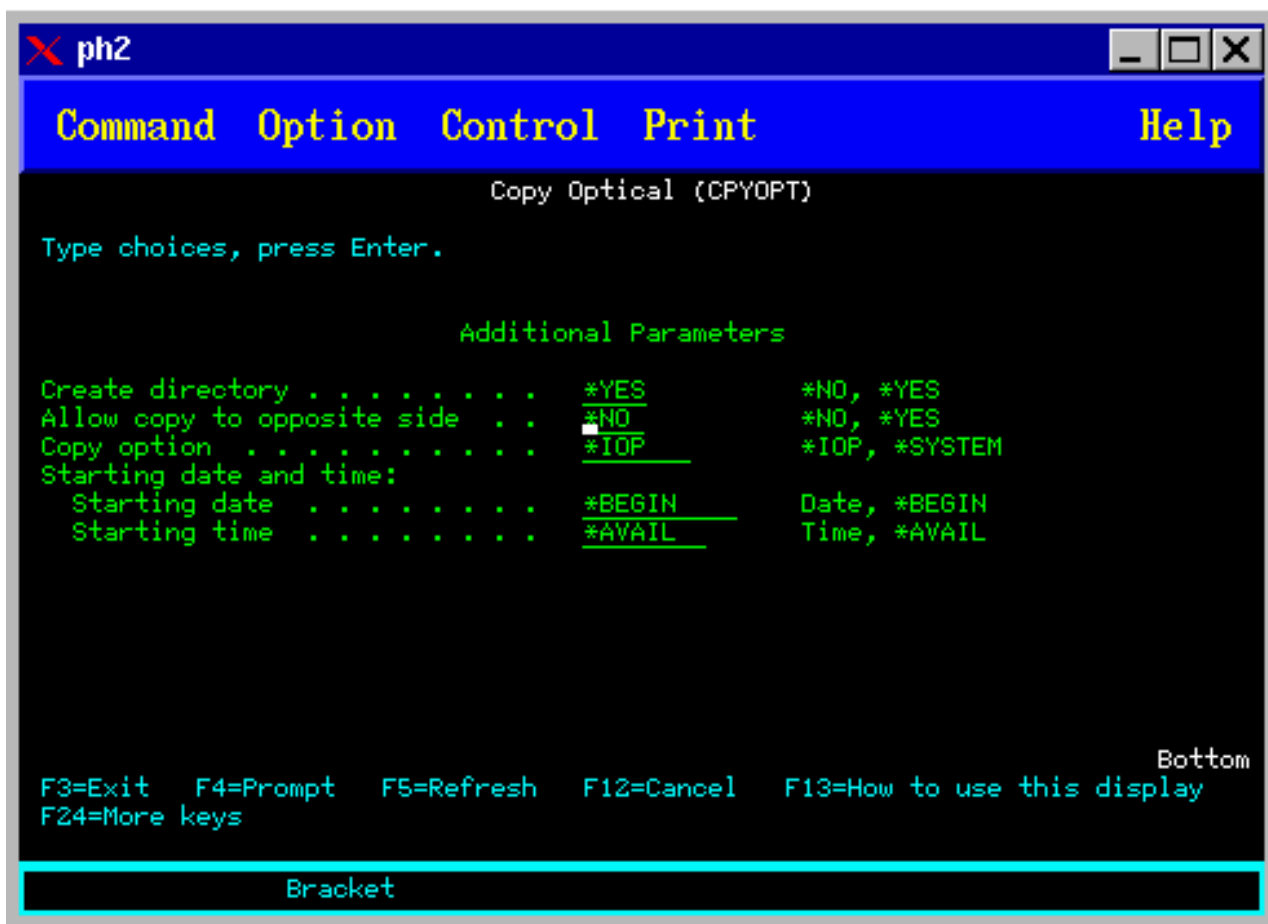 ph2
Command Option Control Print Help
Copy Optical (CPYOPT)
Type choices, press Enter.
Additional Parameters
Create directory . . . . . . . . *YES *NO, *YES
Allow copy to opposite side . . *NO *NO, *YES
Copy option . . . . . . . . . . *IOP *IOP, *SYSTEM
Starting date and time:
Starting date . . . . . . . . *BEGIN Date, *BEGIN
Starting time . . . . . . . . *AVAIL Time, *AVAIL
Bottom
F3=Exit F4=Prompt F5=Refresh F12=Cancel F13=How to use this display
F24=More keys
Bracket